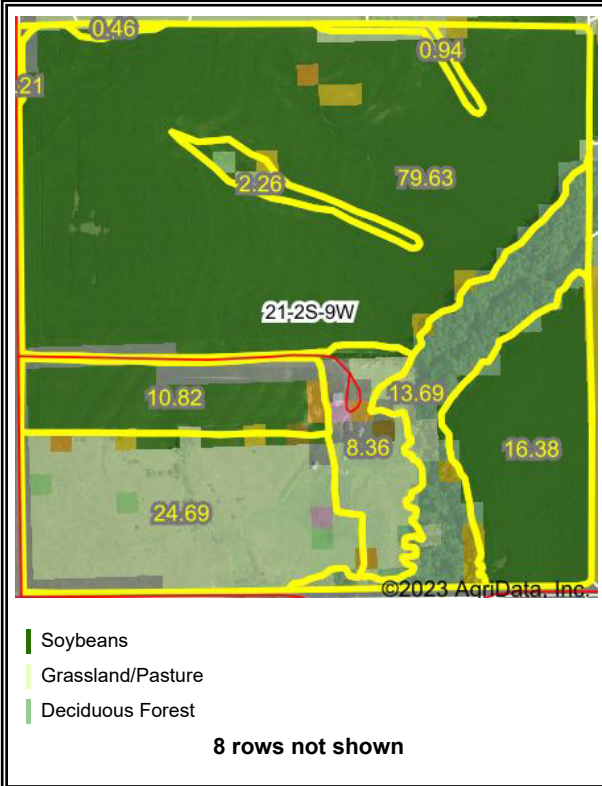 0.46
0.94
.21
2.26
79.63
21-2S-9W
10.82
13.69
8.36
16.38
24.69
©2023 AgriData, Inc.
Soybeans
Grassland/Pasture
Deciduous Forest
8 rows not shown